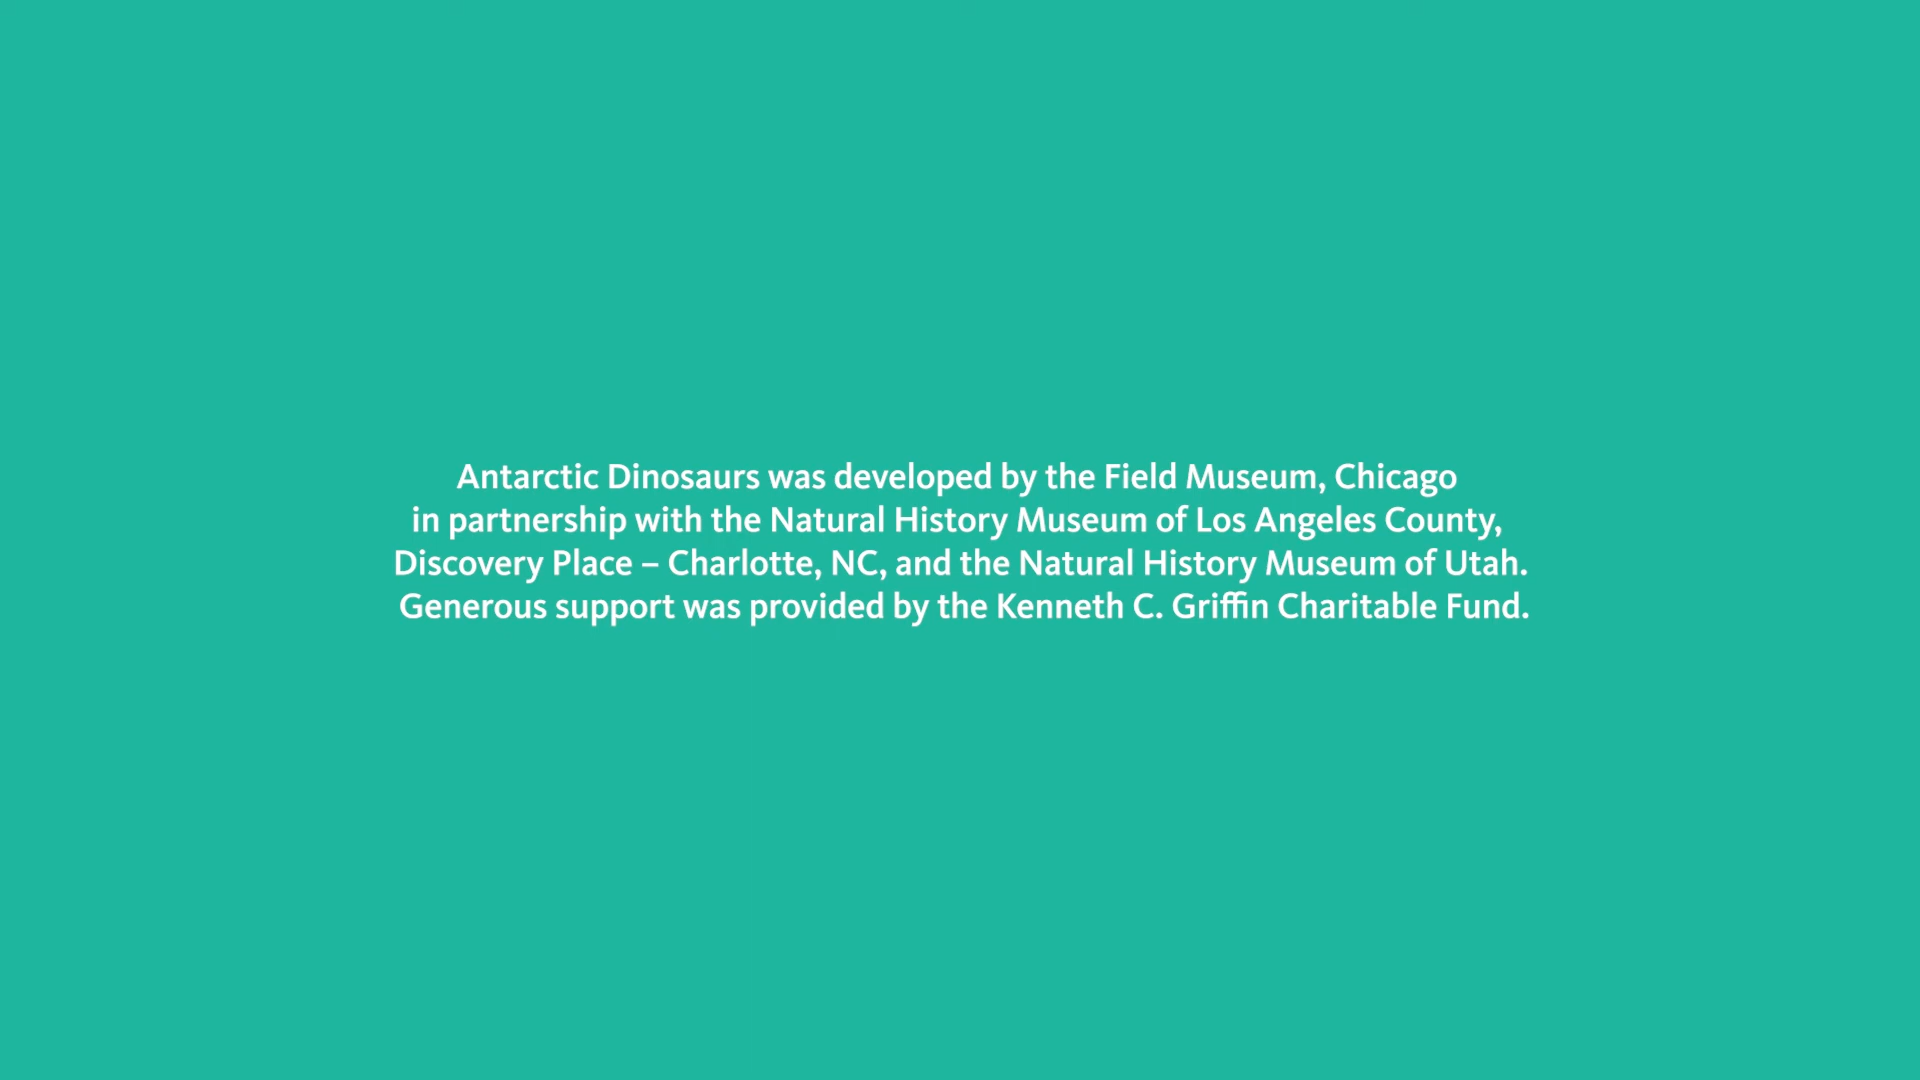 Antarctic Dinosaurs was developed by the Field Museum, Chicago
in partnership with the Natural History Museum of Los Angeles County,
Discovery Place – Charlotte, NC, and the Natural History Museum of Utah.
Generous support was provided by the Kenneth C. Griffin Charitable Fund.